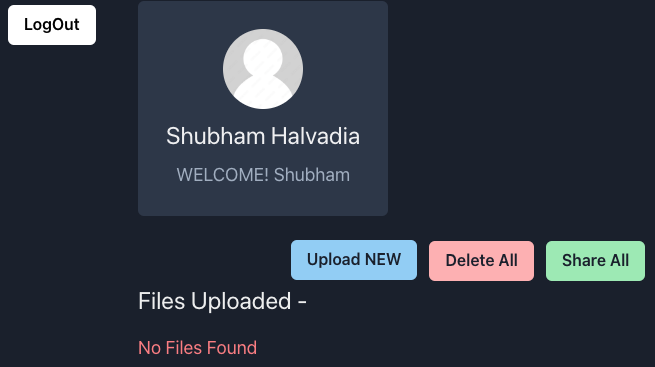 LogOut
Shubham Halvadia
WELCOME! Shubham
Upload NEW Delete All Share All
Files Uploaded -
No Files Found